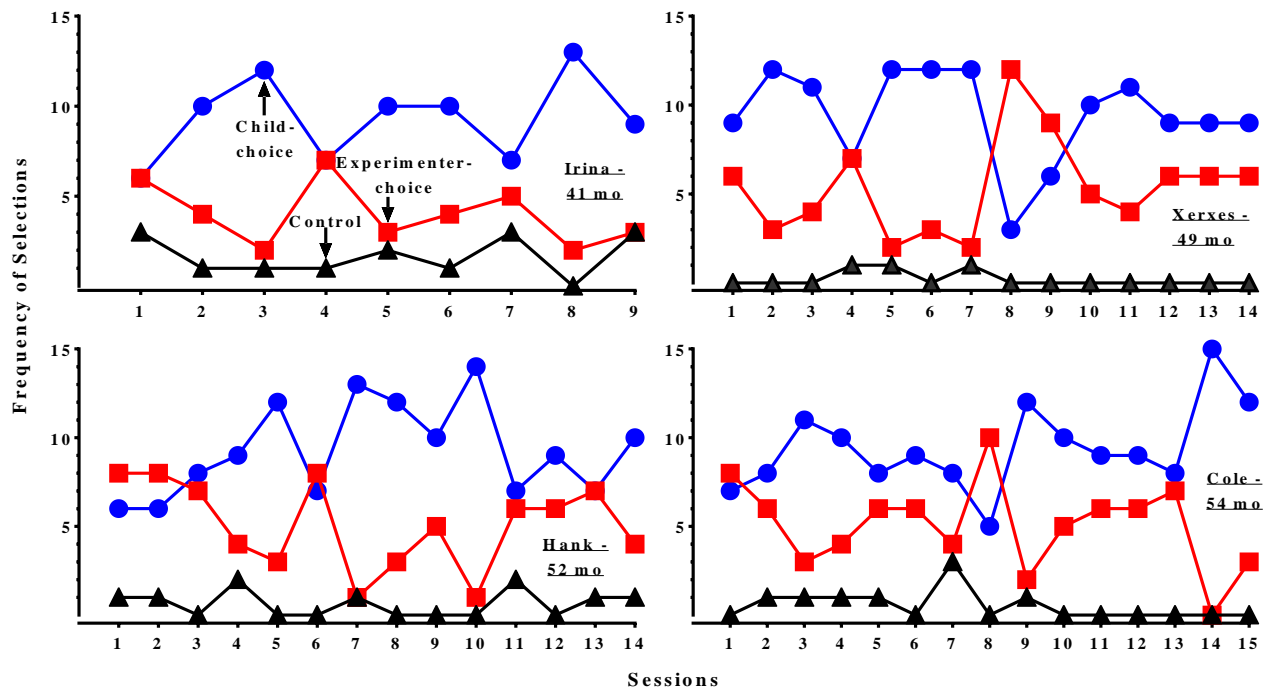 Frequency of Selections
15
10
5
Child-
choice
Experimenter-
choice
Control
Irina -
41 mo
1 2 3 4 5 6 7 8 9
15
10
5
Xerxes -
49 mo
1 2 3 4 5 6 7 8 9 10 11 12 13 14
15
10
5
Hank -
52 mo
1 2 3 4 5 6 7 8 9 10 11 12 13 14
15
10
5
Cole -
54 mo
1 2 3 4 5 6 7 8 9 10 11 12 13 14 15
Sessions